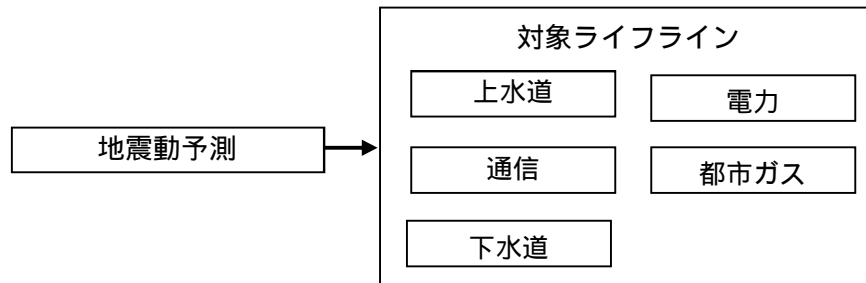 対象ライフライン
上水道
電力
地震動予測
通信
都市ガス
下水道